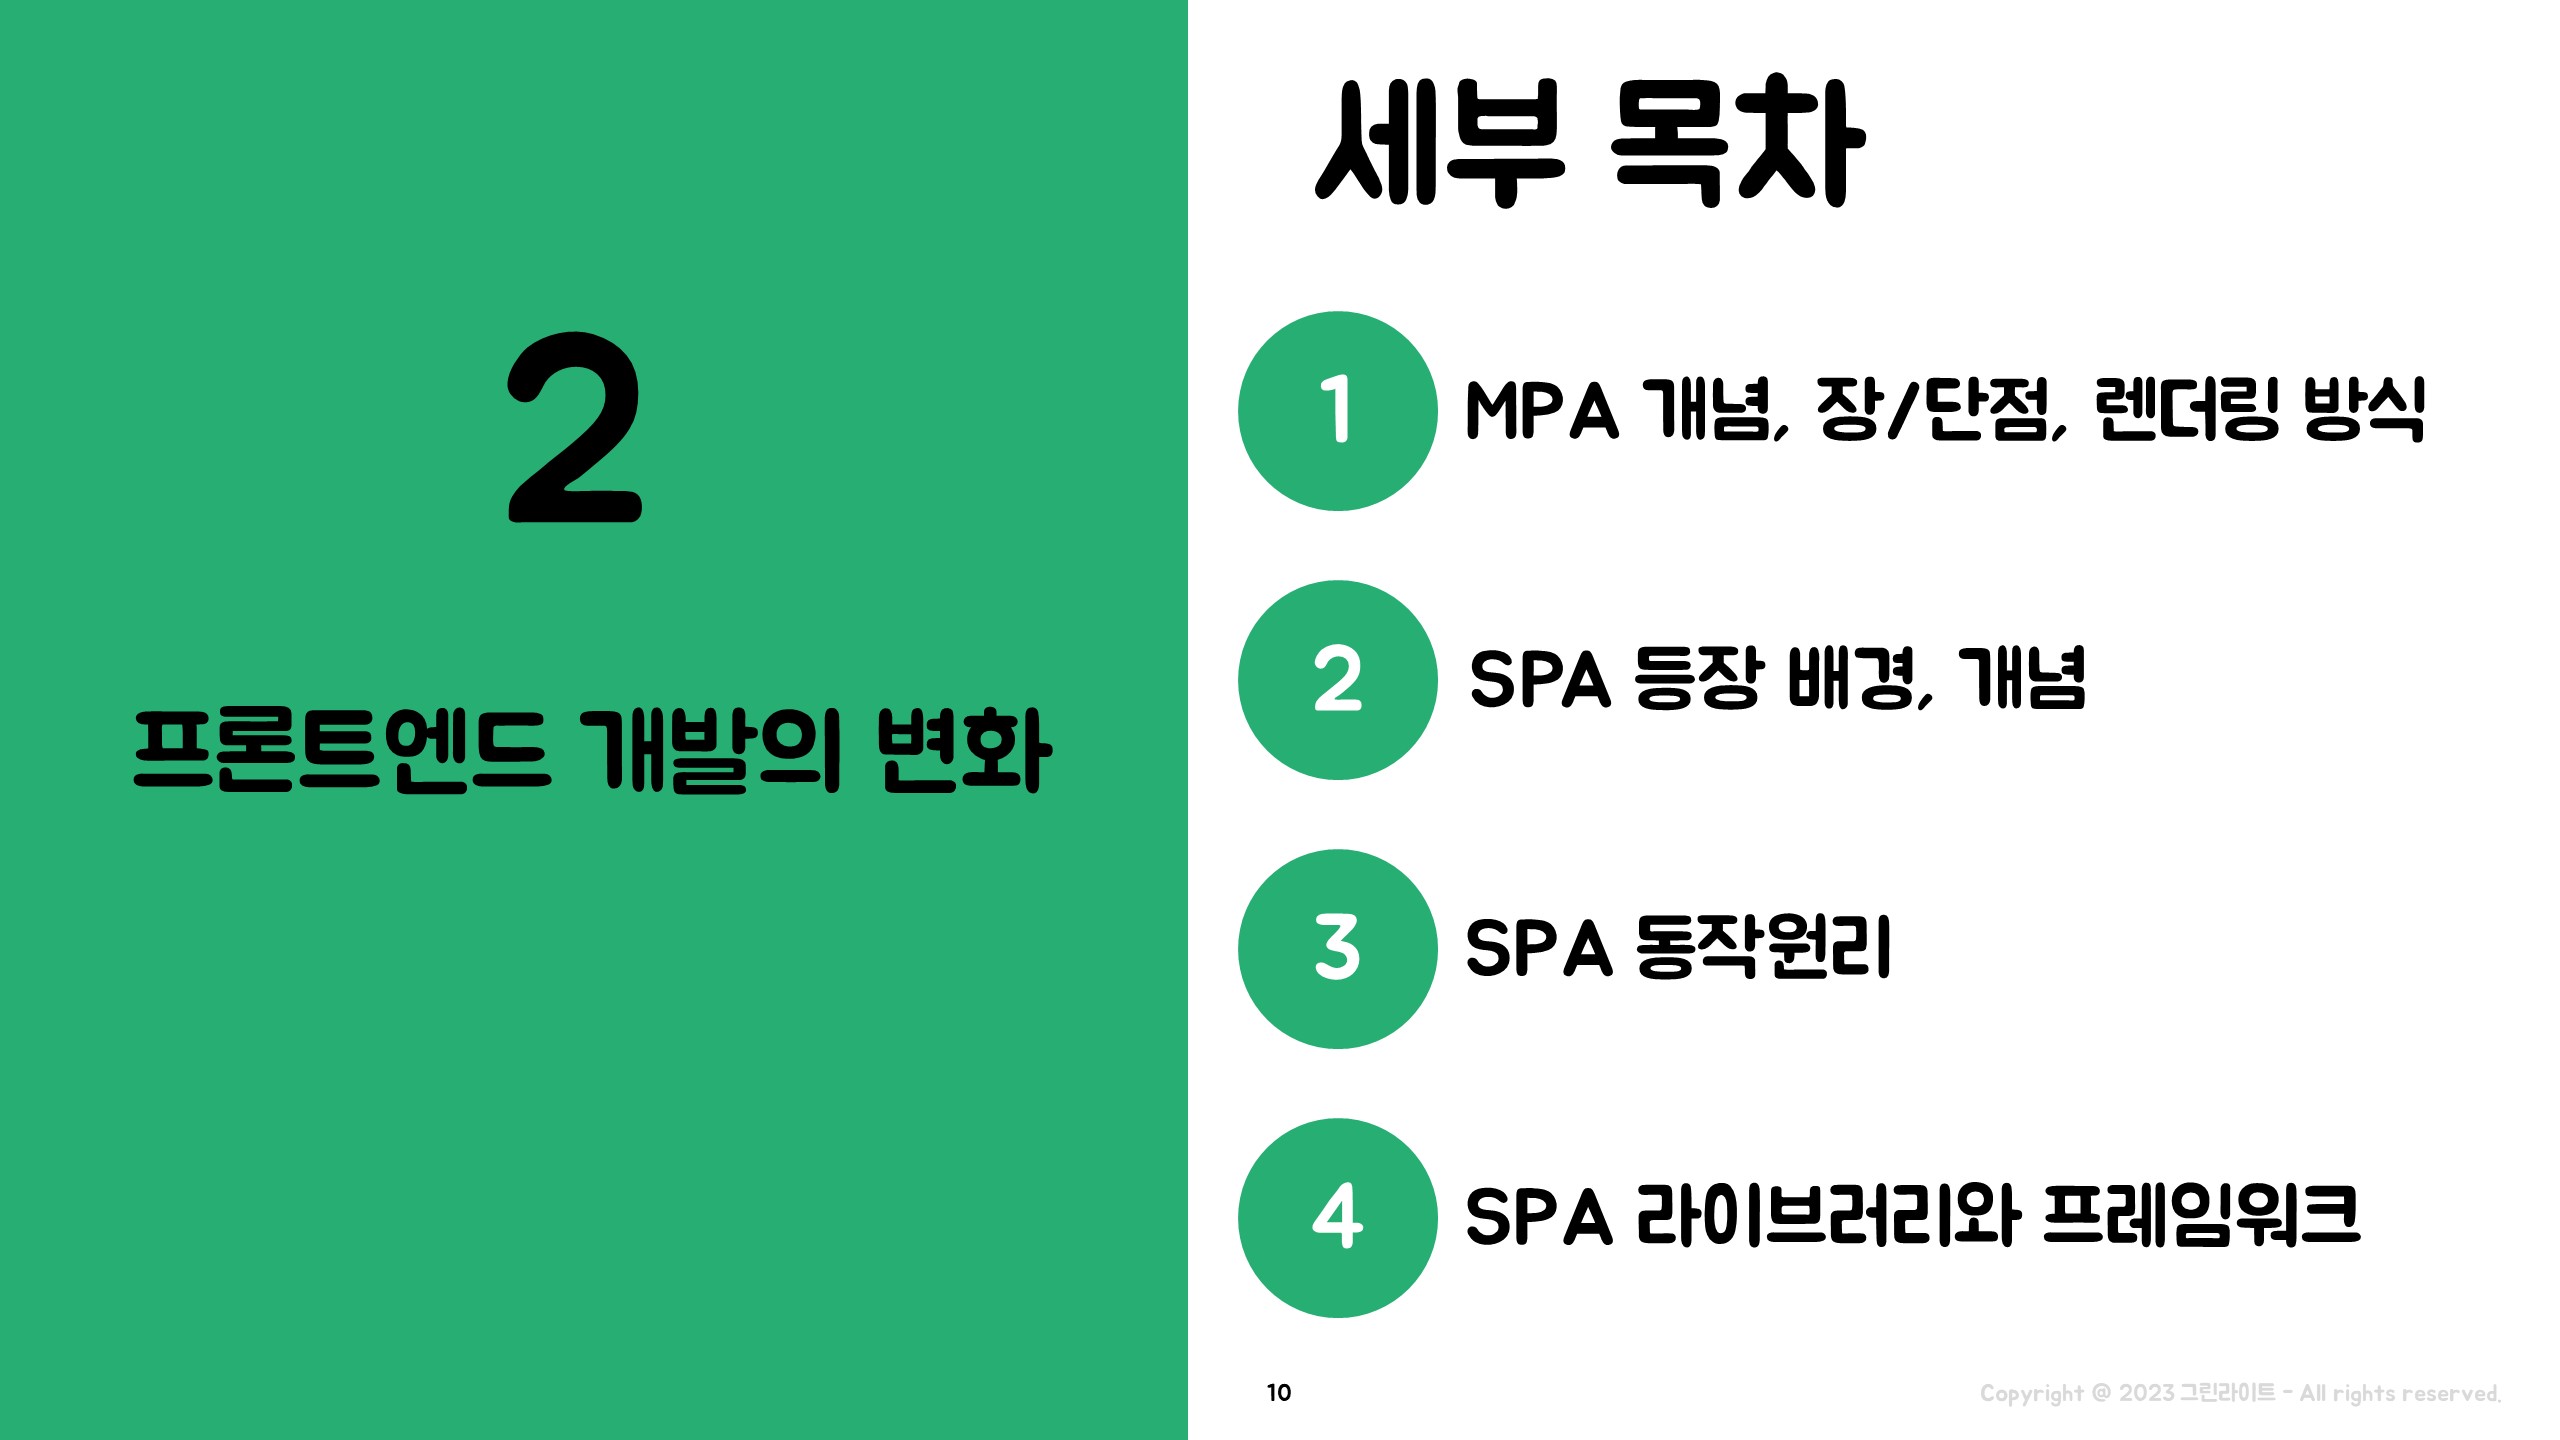 2
프론트엔드 개발의 변화
세부 목차
1 MPA 개념, 장/단점, 렌더링 방식
2 SPA 등장 배경, 개념
3 SPA 동작원리
4 SPA 라이브러리와 프레임워크
10
Copyright @ 2023 그린라이트 - All rights reserved.